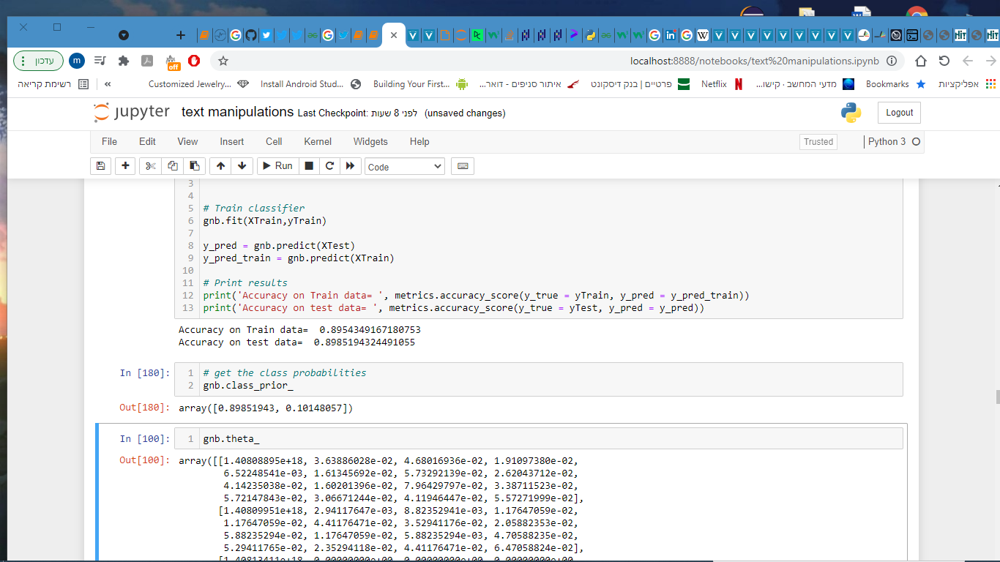 עדכון
m
off
localhost:8888/notebooks/text%20manipulations.ipynb
רשימת קריאה
«
Customized Jewelry...
Install Android Stud...
Building Your First...
איתור סניפים - דואר...
פרטיים | בנק דיסקונט
Netflix
מדעי המחשב - קישו...
Bookmarks
אפליקציות
jupyter text manipulations Last Checkpoint: לפני 8 שעות (unsaved changes)
Logout
File Edit View Insert Cell Kernel Widgets Help
Trusted
Python 3
Run
Code
3
4
5 # Train classifier
6 gnb.fit(XTrain,yTrain)
7
8 y_pred = gnb.predict(XTest)
9 y_pred_train = gnb.predict(XTrain)
10
11 # Print results
12 print('Accuracy on Train data= ', metrics.accuracy_score(y_true = yTrain, y_pred = y_pred_train))
13 print('Accuracy on test data= ', metrics.accuracy_score(y_true = yTest, y_pred = y_pred))
Accuracy on Train data=  0.8954349167180753
Accuracy on test data=  0.8985194324491055
In [180]: 1 # get the class probabilities
2 gnb.class_prior_
Out[180]: array([0.89851943, 0.10148057])
In [100]: 1 gnb.theta_
Out[100]: array([[1.40808895e+18, 3.63886028e-02, 4.68016936e-02, 1.91097380e-02,
6.52248541e-03, 1.61345692e-02, 5.73292139e-02, 2.62043712e-02,
4.14235038e-02, 1.60201396e-02, 7.96429797e-02, 3.38711523e-02,
5.72147843e-02, 3.06671244e-02, 4.11946447e-02, 5.57271999e-02],
[1.40809951e+18, 2.94117647e-03, 8.82352941e-03, 1.17647059e-02,
1.17647059e-02, 4.41176471e-02, 3.52941176e-02, 2.05882353e-02,
5.88235294e-02, 1.17647059e-02, 5.88235294e-03, 4.70588235e-02,
5.29411765e-02, 2.35294118e-02, 4.41176471e-02, 6.47058824e-02],
[1.40813411e+18, 0.00000000e+00, 0.00000000e+00, 0.00000000e+00,